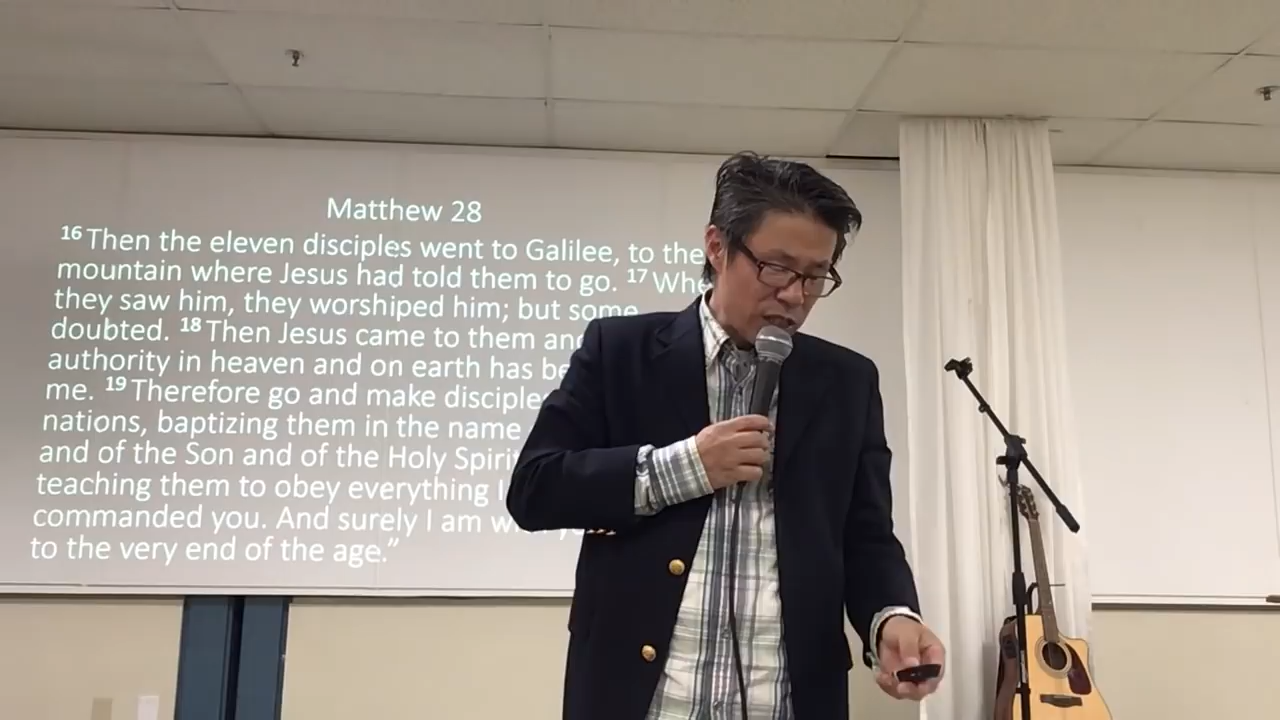 Matthew 28
16 Then the eleven disciples went to Galilee, to the
mountain where Jesus had told them to go. 17 Whe
they saw him, they worshiped him; but some
doubted. 18 Then Jesus came to them and
authority in heaven and on earth has be
me. 19 Therefore go and make disciples
nations, baptizing them in the name
and of the Son and of the Holy Spirit
teaching them to obey everything I
commanded you. And surely I am with you
to the very end of the age.”